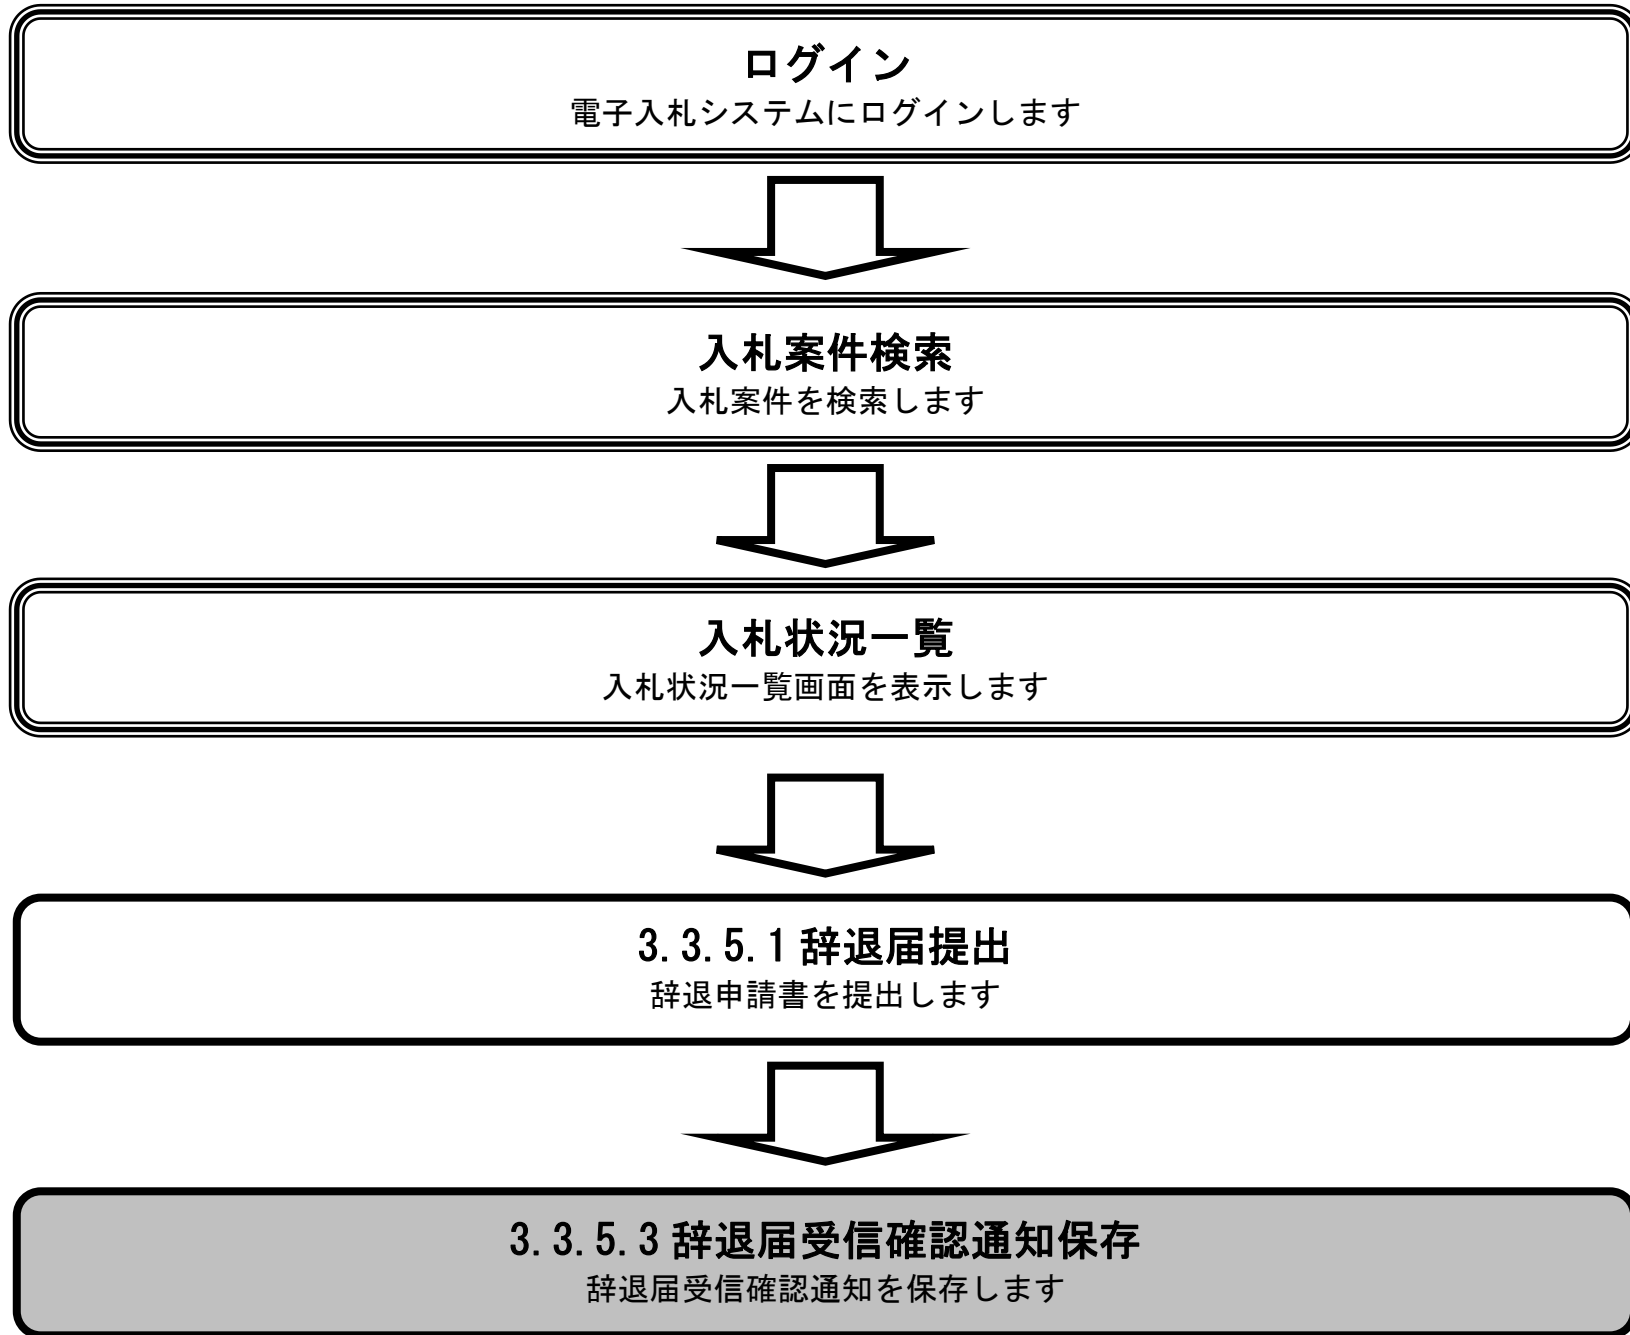 ログイン
電子入札システムにログインします
入札案件検索
入札案件を検索します
入札状況一覧
入札状況一覧画面を表示します
3.3.5.1 辞退届提出
辞退申請書を提出します
3.3.5.3 辞退届受信確認通知保存
辞退届受信確認通知を保存します